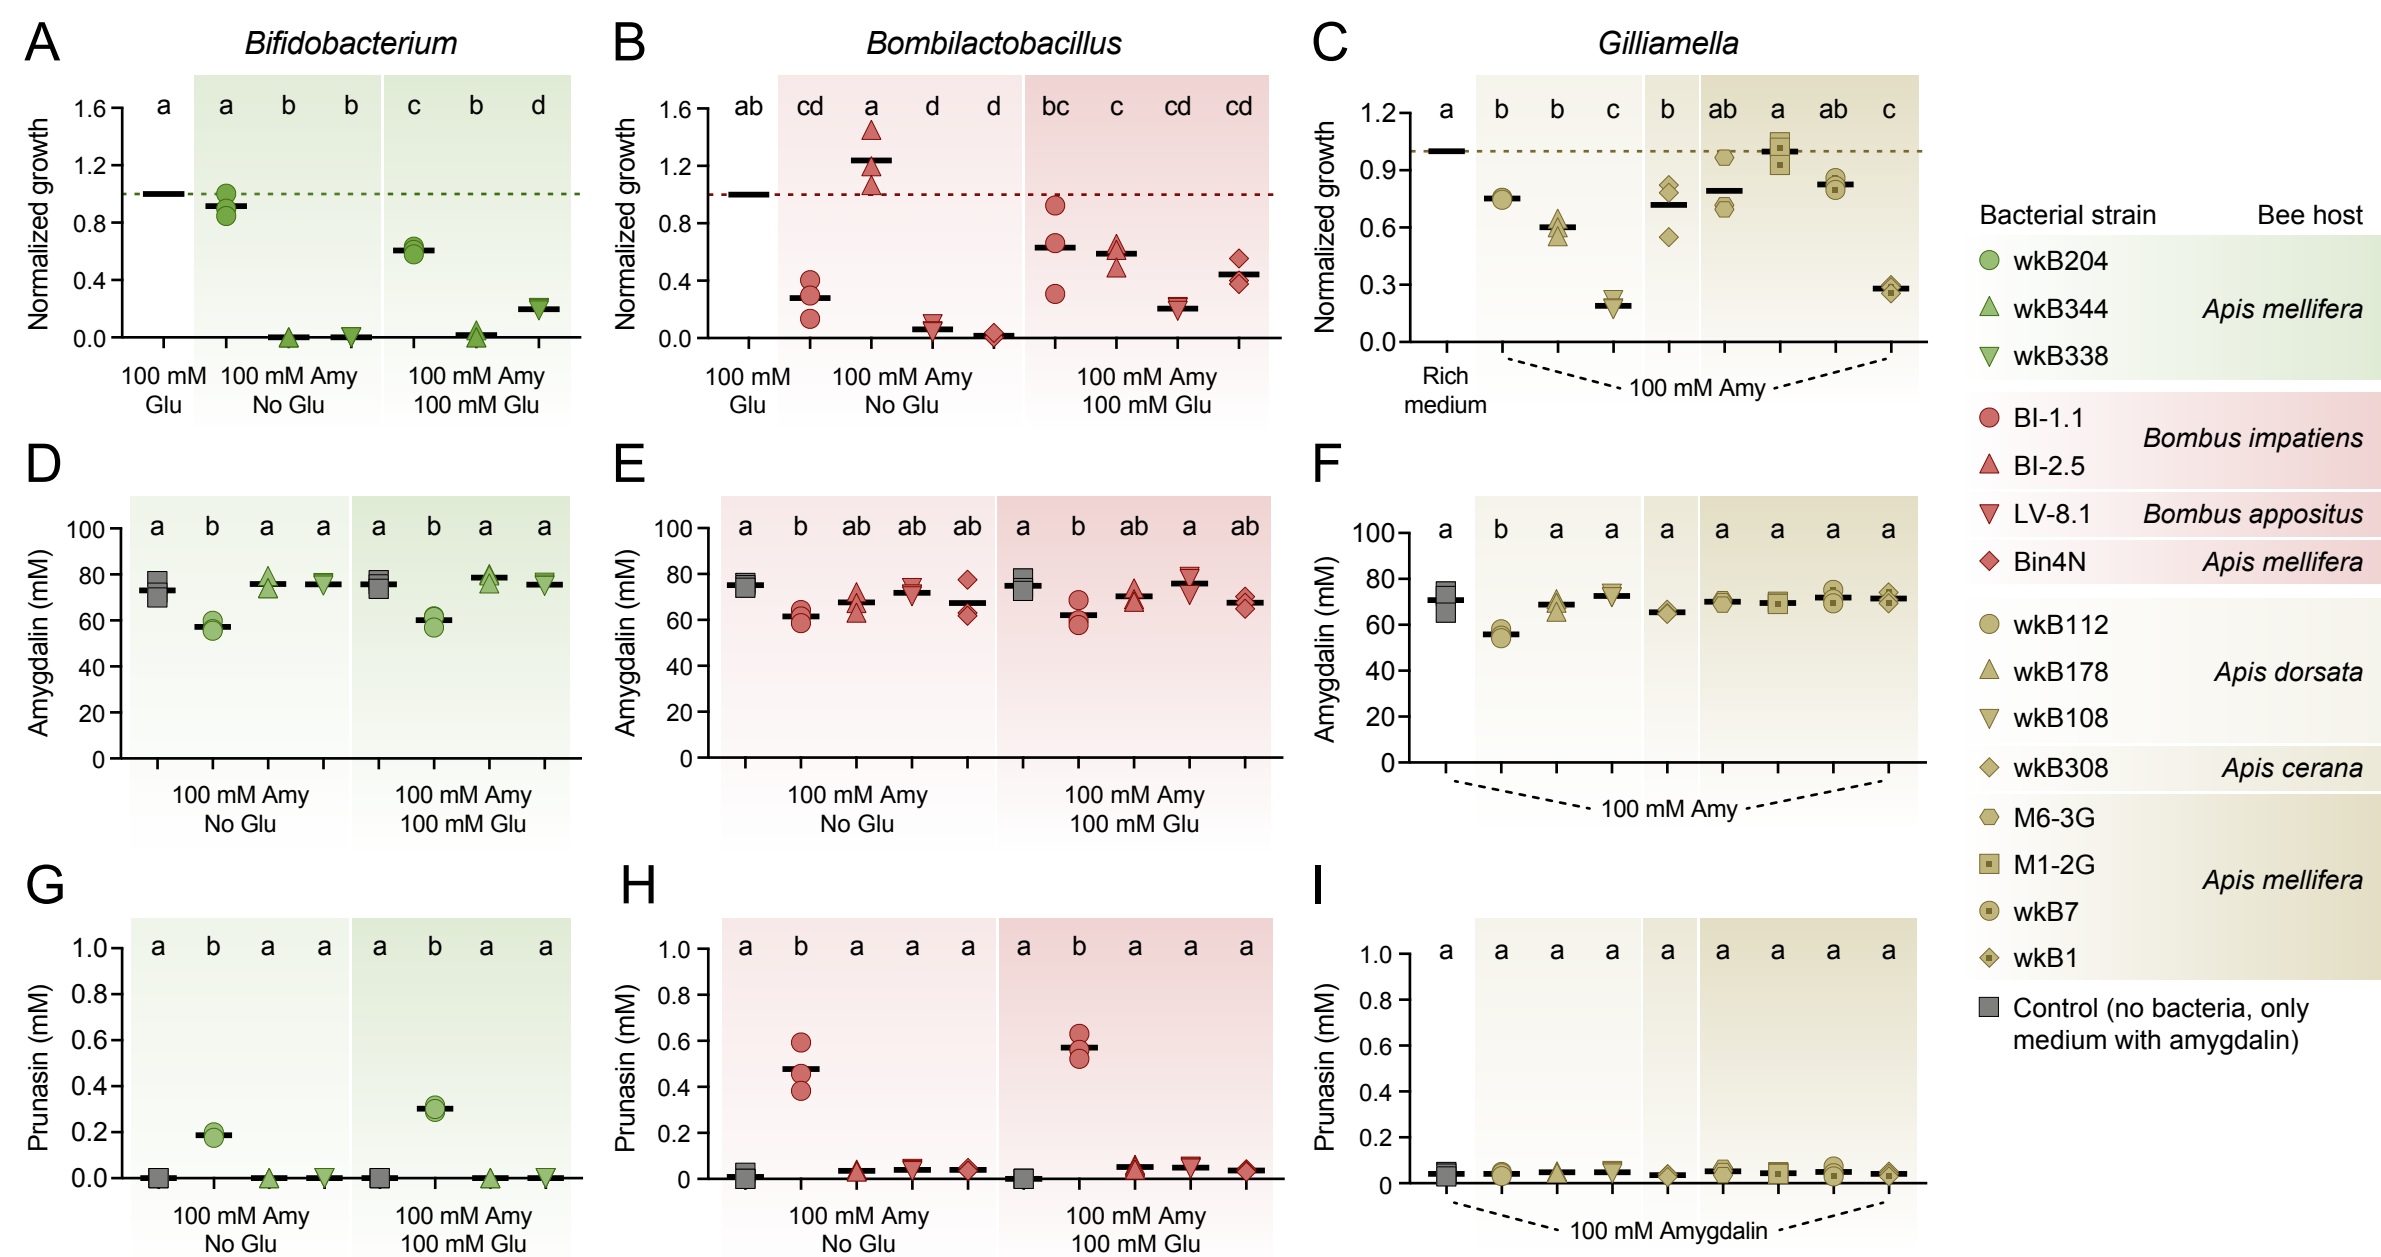 A
Bifidobacterium
Normalized growth
1.6
1.2
0.8
0.4
0.0
a a b b c b d
100 mM Glu
100 mM Amy No Glu
100 mM Amy 100 mM Glu
B
Bombilactobacillus
Normalized growth
1.6
1.2
0.8
0.4
0.0
ab cd a d d bc c cd cd
100 mM Glu
100 mM Amy No Glu
100 mM Amy 100 mM Glu
C
Gilliamella
Normalized growth
1.2
0.9
0.6
0.3
0.0
a b b c b ab a ab c
Rich medium
100 mM Amy
D
Amygdalin (mM)
100
80
60
40
20
0
a b a a a b a a
100 mM Amy No Glu
100 mM Amy 100 mM Glu
E
Amygdalin (mM)
100
80
60
40
20
0
a b ab ab ab a b ab a ab
100 mM Amy No Glu
100 mM Amy 100 mM Glu
F
Amygdalin (mM)
100
80
60
40
20
0
a b a a a a a a a
100 mM Amy
G
Prunasin (mM)
1.0
0.8
0.6
0.4
0.2
0.0
a b a a a b a a
100 mM Amy No Glu
100 mM Amy 100 mM Glu
H
Prunasin (mM)
1.0
0.8
0.6
0.4
0.2
0
a b a a a a b a a a
100 mM Amy No Glu
100 mM Amy 100 mM Glu
I
Prunasin (mM)
1.0
0.8
0.6
0.4
0.2
0
a a a a a a a a a
100 mM Amygdalin
Bacterial strain Bee host
wkB204
wkB344 Apis mellifera
wkB338
BI-1.1
Bombus impatiens
BI-2.5
LV-8.1 Bombus appositus
Bin4N Apis mellifera
wkB112
wkB178 Apis dorsata
wkB108
wkB308 Apis cerana
M6-3G
M1-2G
Apis mellifera
wkB7
wkB1
Control (no bacteria, only
medium with amygdalin)